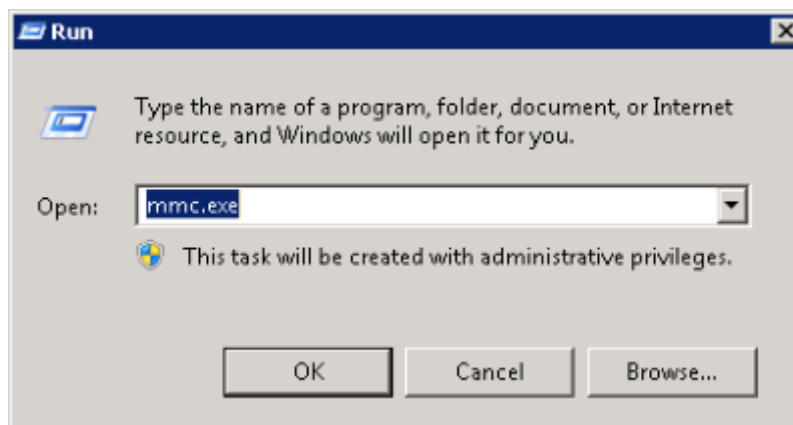 Run
Type the name of a program, folder, document, or Internet
resource, and Windows will open it for you.
Open: mmc.exe
This task will be created with administrative privileges.
OK Cancel Browse...